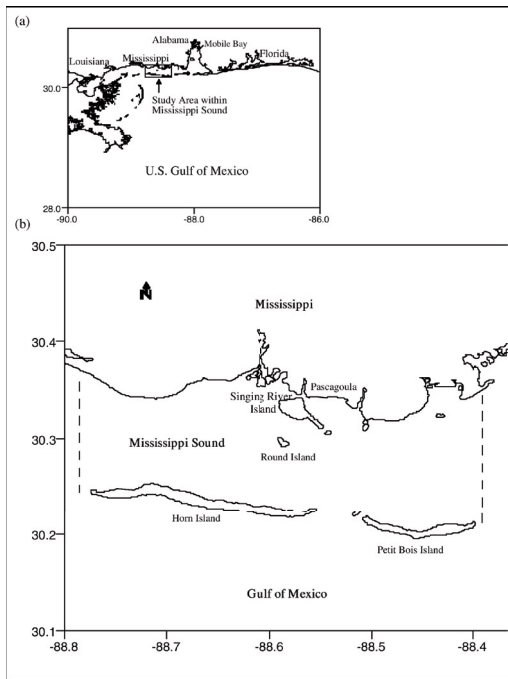 (a)
Alabama
Mobile Bay
Louisiana
Mississippi
Florida
30.0
Study Area within
Mississippi Sound
U.S. Gulf of Mexico
28.0
-90.0
-88.0
-86.0
(b)
30.5
N
Mississippi
30.4
Pascagoula
Singing River
Island
30.3
Mississippi Sound
Round Island
Horn Island
30.2
Petit Bois Island
Gulf of Mexico
30.1
-88.8
-88.7
-88.6
-88.5
-88.4